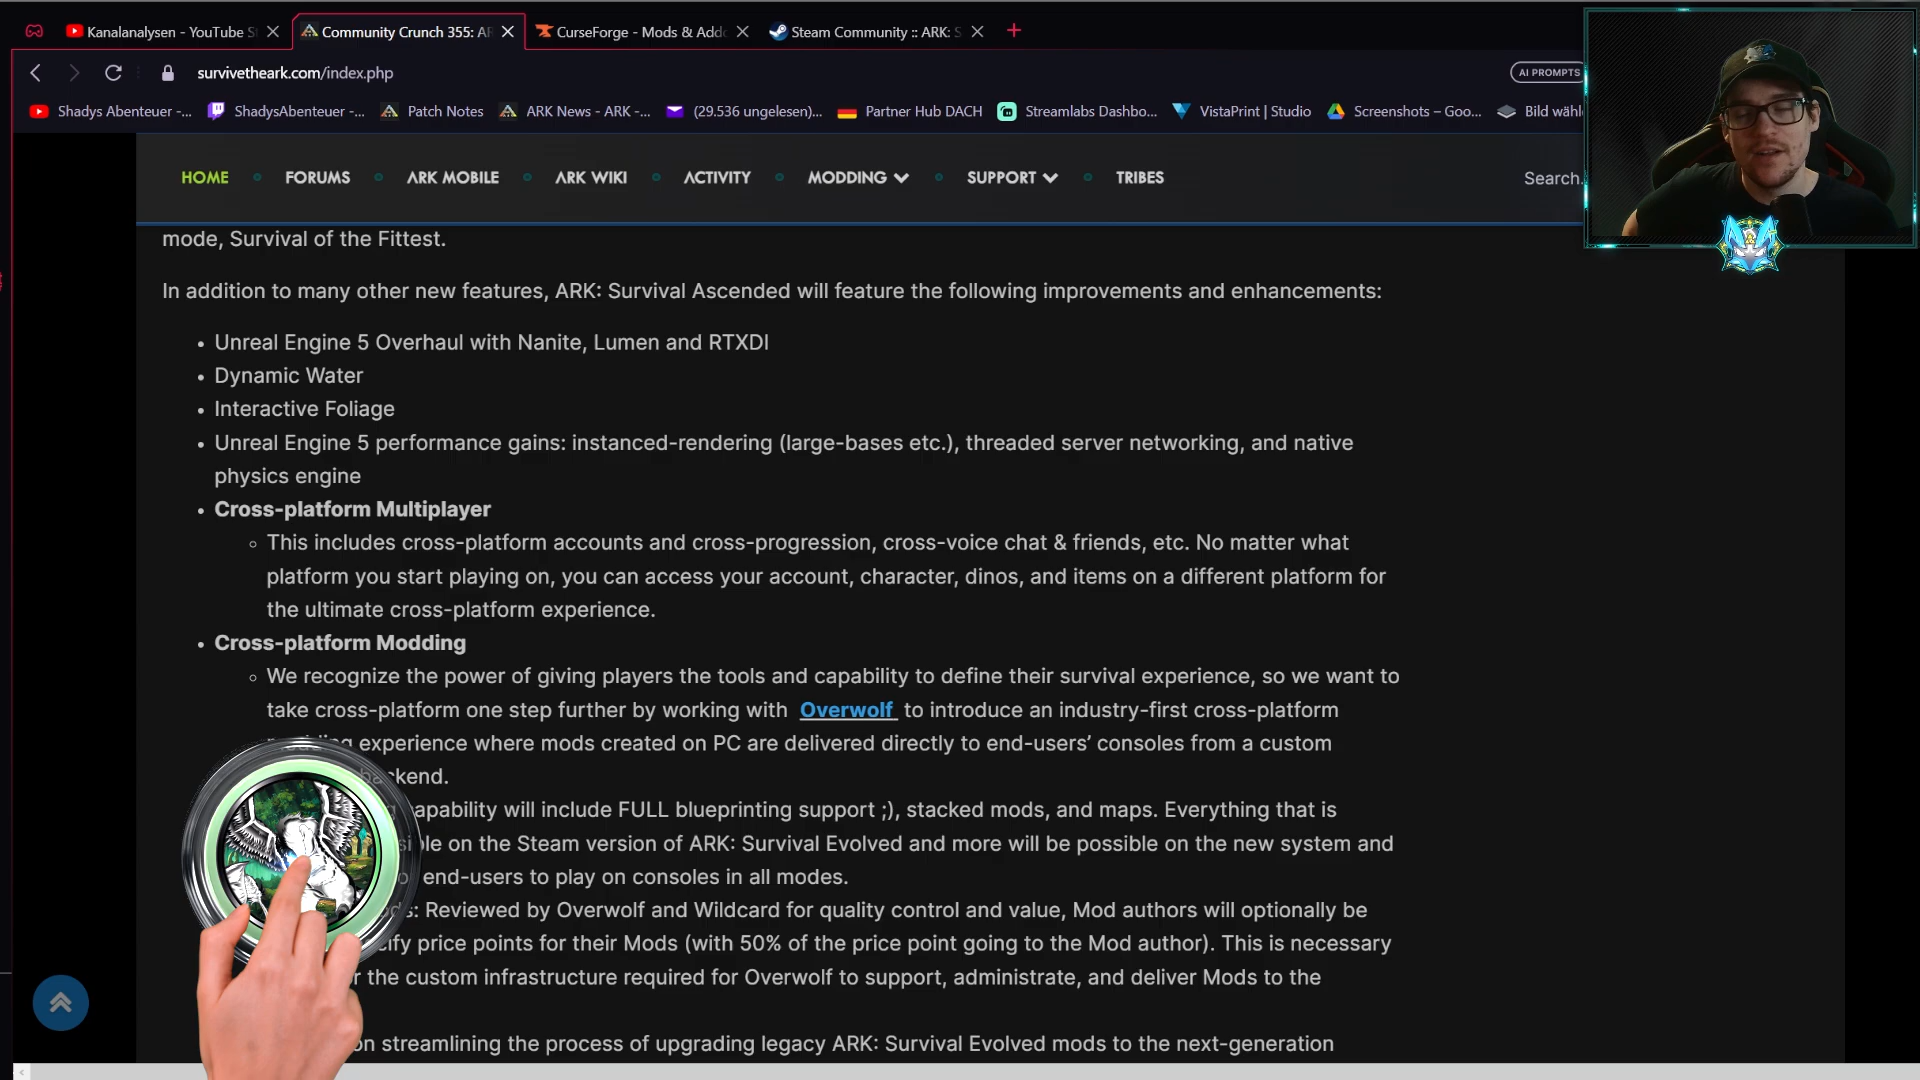 Kanalanalysen - YouTube S
Community Crunch 355: AR
CurseForge - Mods & Addo
Steam Community :: ARK: S
survivetheark.com/index.php
AI PROMPTS
Shadys Abenteuer -...
ShadysAbenteuer -...
Patch Notes
ARK News - ARK -...
(29.536 ungelesen)...
Partner Hub DACH
Streamlabs Dashbo...
VistaPrint | Studio
Screenshots – Goo...
Bild wähl
HOME
FORUMS
ARK MOBILE
ARK WIKI
ACTIVITY
MODDING
SUPPORT
TRIBES
Search.
mode, Survival of the Fittest.
In addition to many other new features, ARK: Survival Ascended will feature the following improvements and enhancements:
Unreal Engine 5 Overhaul with Nanite, Lumen and RTXDI
Dynamic Water
Interactive Foliage
Unreal Engine 5 performance gains: instanced-rendering (large-bases etc.), threaded server networking, and native
physics engine
Cross-platform Multiplayer
This includes cross-platform accounts and cross-progression, cross-voice chat & friends, etc. No matter what
platform you start playing on, you can access your account, character, dinos, and items on a different platform for
the ultimate cross-platform experience.
Cross-platform Modding
We recognize the power of giving players the tools and capability to define their survival experience, so we want to
take cross-platform one step further by working with Overwolf to introduce an industry-first cross-platform
experience where mods created on PC are delivered directly to end-users’ consoles from a custom
backend.
capability will include FULL blueprinting support ;), stacked mods, and maps. Everything that is
on the Steam version of ARK: Survival Evolved and more will be possible on the new system and
end-users to play on consoles in all modes.
Reviewed by Overwolf and Wildcard for quality control and value, Mod authors will optionally be
price points for their Mods (with 50% of the price point going to the Mod author). This is necessary
the custom infrastructure required for Overwolf to support, administrate, and deliver Mods to the
streamlining the process of upgrading legacy ARK: Survival Evolved mods to the next-generation